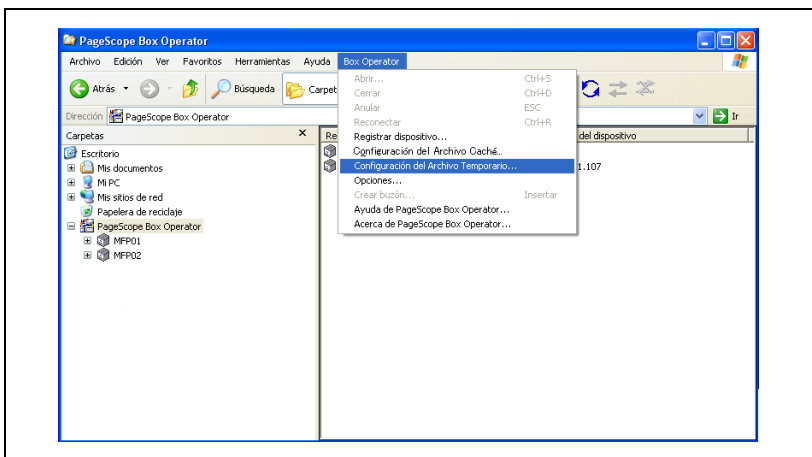 PageScope Box Operator
Archivo Edición Ver Favoritos Herramientas Ayuda Box Operator
Atrás Búsqueda Carpet
Abrir... Ctrl+S
Cerrar Ctrl+D
Anular ESC
Reconectar Ctrl+R
Registrar dispositivo...
Configuración del Archivo Caché...
Configuración del Archivo Temporario...
Opciones...
Crear buzón... Insertar
Ayuda de PageScope Box Operator...
Acerca de PageScope Box Operator...
Dirección PageScope Box Operator Ir
Carpetas Re del dispositivo
Escritorio
Mis documentos 1.107
Mi PC
Mis sitios de red
Papelera de reciclaje
PageScope Box Operator
MFP01
MFP02